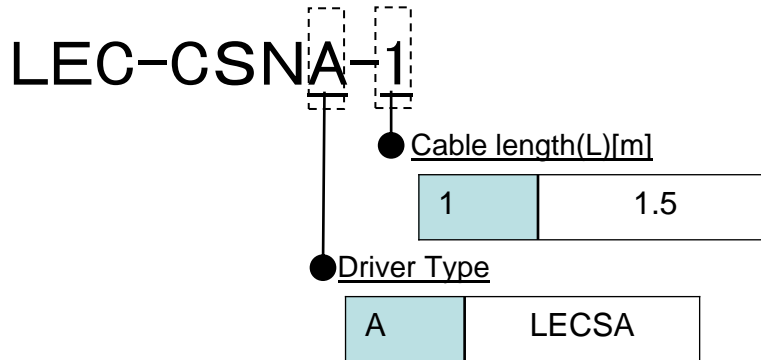 LEC-CSNA-1
Cable length(L)[m]
1 1.5
Driver Type
A LECSA